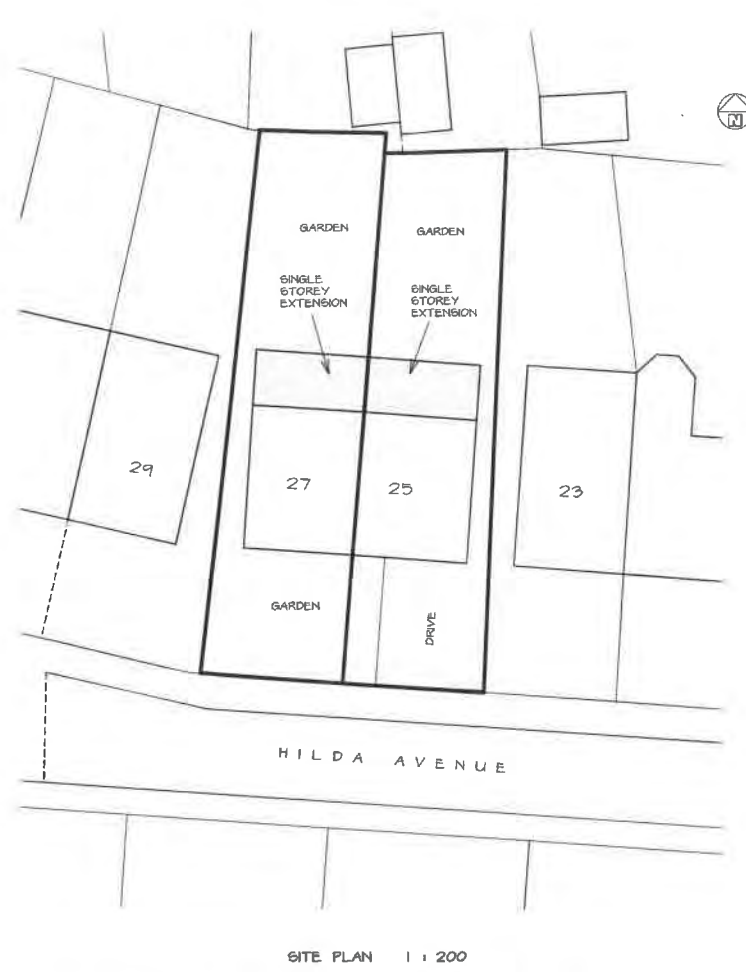 N
GARDEN
GARDEN
SINGLE
STOREY
EXTENSION
SINGLE
STOREY
EXTENSION
29
27
25
23
GARDEN
DRIVE
HILDA AVENUE
SITE PLAN 1 : 200